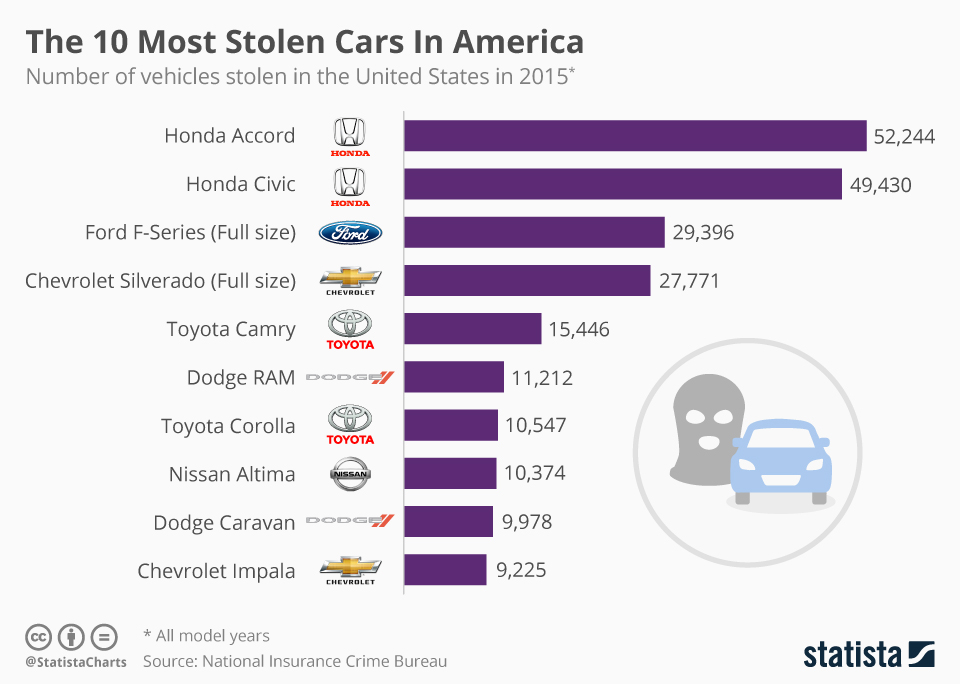 The 10 Most Stolen Cars In America
Number of vehicles stolen in the United States in 2015*
Honda Accord HONDA 52,244
Honda Civic HONDA 49,430
Ford F-Series (Full size) Ford 29,396
Chevrolet Silverado (Full size) CHEVROLET 27,771
Toyota Camry TOYOTA 15,446
Dodge RAM DODGE 11,212
Toyota Corolla TOYOTA 10,547
Nissan Altima NISSAN 10,374
Dodge Caravan DODGE 9,978
Chevrolet Impala CHEVROLET 9,225
cc = * All model years
@StatistaCharts Source: National Insurance Crime Bureau
statista